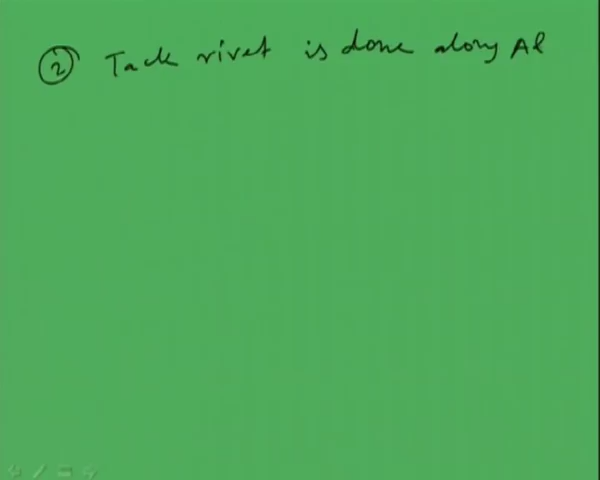 ② Tack rivet is done along Al